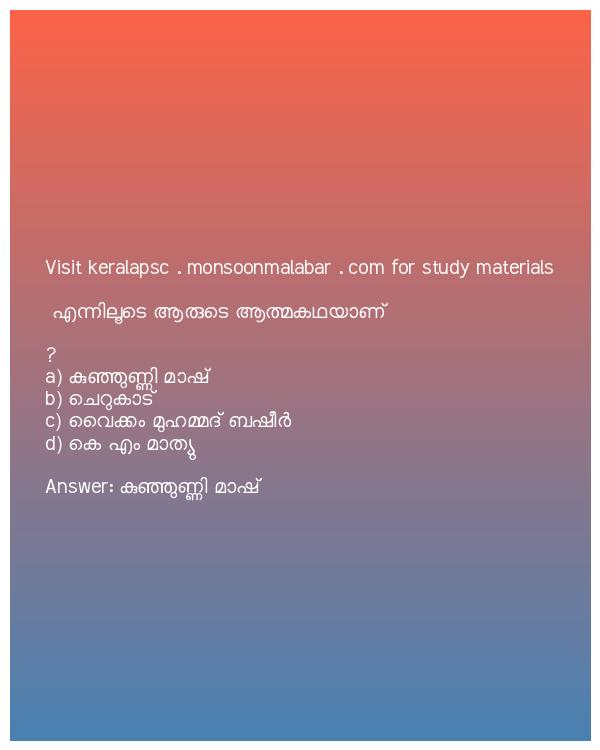 Visit keralapsc . monsoonmalabar . com for study materials
എന്നിലൂടെ ആരുടെ ആത്മകഥയാണ്
?
a) കുഞ്ഞുണ്ണി മാഷ്
b) ചെറുകാട്
c) വൈക്കം മുഹമ്മദ് ബഷീർ
d) കെ എം മാത്യു
Answer: കുഞ്ഞുണ്ണി മാഷ്